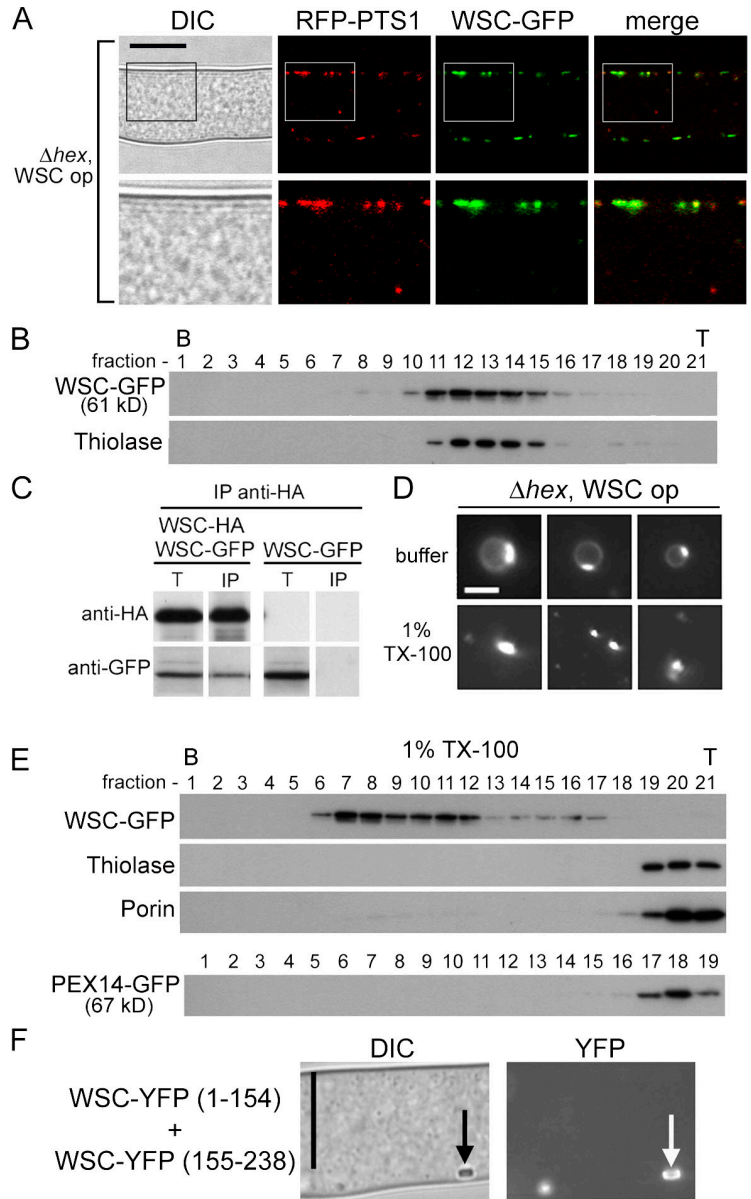 A
DIC RFP-PTS1 WSC-GFP merge
Δhex,
WSC op
B
B T
fraction - 1 2 3 4 5 6 7 8 9 10 11 12 13 14 15 16 17 18 19 20 21
WSC-GFP
(61 kD)
Thiolase
C
IP anti-HA
WSC-HA
WSC-GFP WSC-GFP
T IP T IP
anti-HA
anti-GFP
D
Δhex, WSC op
buffer
1%
TX-100
E
1% TX-100
B T
fraction - 1 2 3 4 5 6 7 8 9 10 11 12 13 14 15 16 17 18 19 20 21
WSC-GFP
Thiolase
Porin
1 2 3 4 5 6 7 8 9 10 11 12 13 14 15 16 17 18 19
PEX14-GFP
(67 kD)
F
DIC YFP
WSC-YFP (1-154)
+
WSC-YFP (155-238)